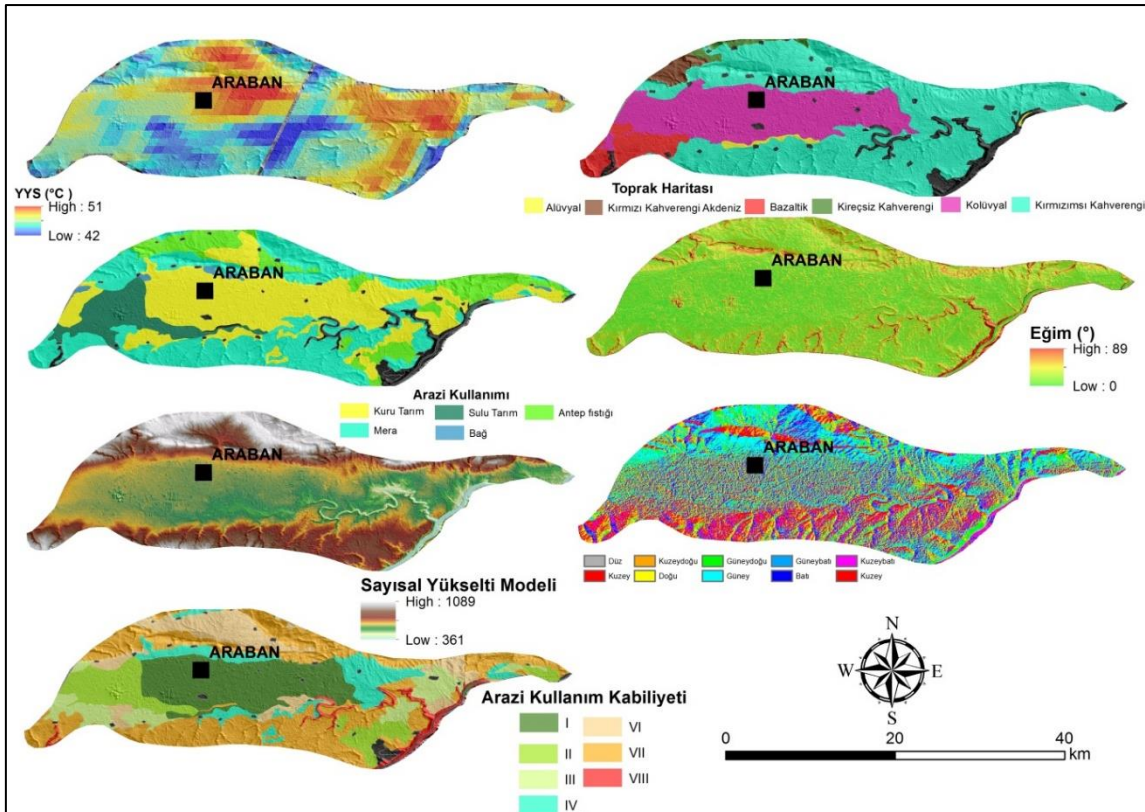 ARABAN
YYS (°C )
High : 51
Low : 42
ARABAN
Toprak Haritası
Alüvyal
Kırmızı Kahverengi Akdeniz
Bazaltik
Kireçsiz Kahverengi
Kolüvyal
Kırmızımsı Kahverengi
ARABAN
Arazi Kullanımı
Kuru Tarım
Sulu Tarım
Antep fıstığı
Mera
Bağ
ARABAN
Eğim (°)
High : 89
Low : 0
ARABAN
Sayısal Yükselti Modeli
High : 1089
Low : 361
ARABAN
Düz
Kuzeydoğu
Güneydoğu
Güneybatı
Kuzeybatı
Kuzey
Doğu
Güney
Batı
Kuzey
ARABAN
Arazi Kullanım Kabiliyeti
I
VI
II
VII
III
VIII
IV
N
W
E
S
0
20
40
km